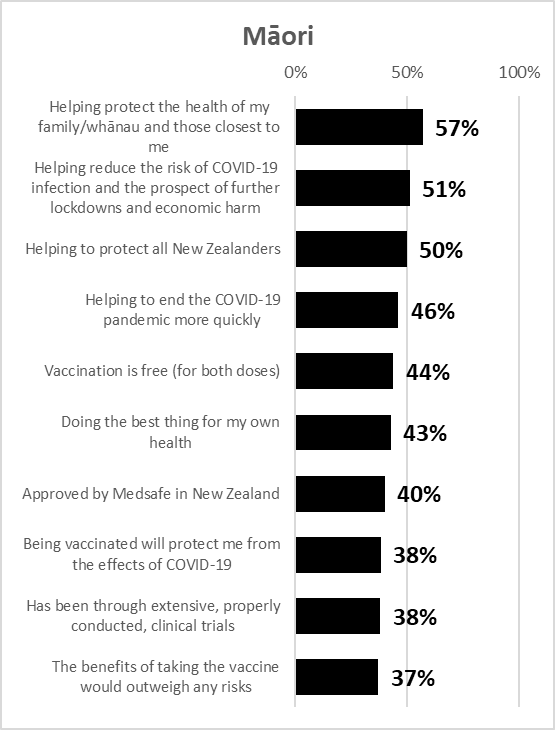 Māori
0% 50% 100%
Helping protect the health of my
family/whānau and those closest to
me
57%
Helping reduce the risk of COVID-19
infection and the prospect of further
lockdowns and economic harm
51%
Helping to protect all New Zealanders
50%
Helping to end the COVID-19
pandemic more quickly
46%
Vaccination is free (for both doses)
44%
Doing the best thing for my own
health
43%
Approved by Medsafe in New Zealand
40%
Being vaccinated will protect me from
the effects of COVID-19
38%
Has been through extensive, properly
conducted, clinical trials
38%
The benefits of taking the vaccine
would outweigh any risks
37%